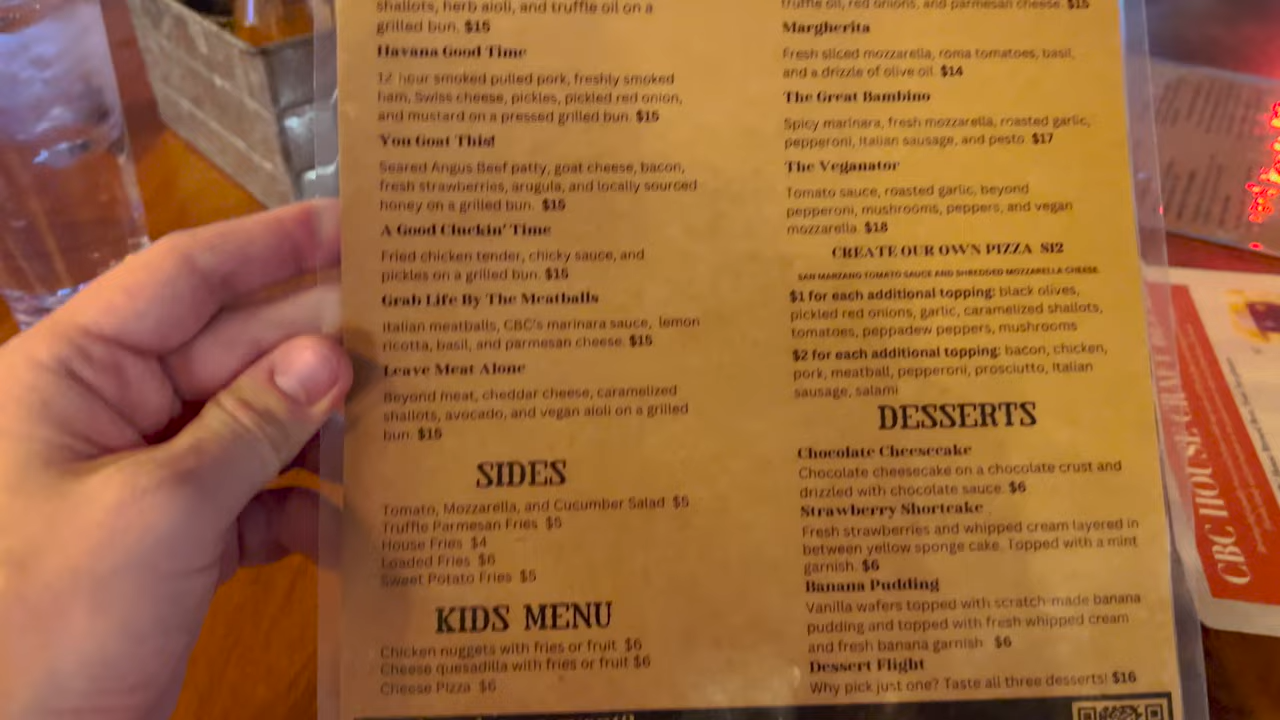 shallots, herb aioli, and truffle oil on a
grilled bun. $15
Havana Good Time
12 hour smoked pulled pork, freshly smoked
ham, Swiss cheese, pickles, pickled red onion,
and mustard on a pressed grilled bun. $15
You Goat This!
Seared Angus Beef patty, goat cheese, bacon,
fresh strawberries, arugula, and locally sourced
honey on a grilled bun. $15
A Good Cluckin' Time
Fried chicken tender, chicky sauce, and
pickles on a grilled bun. $15
Grab Life By The Meatballs
Italian meatballs, CBC's marinara sauce, lemon
ricotta, basil, and parmesan cheese. $15
Leave Meat Alone
Beyond meat, cheddar cheese, caramelized
shallots, avocado, and vegan aioli on a grilled
bun. $15
SIDES
Tomato, Mozzarella, and Cucumber Salad $5
Truffle Parmesan Fries $5
House Fries $4
Loaded Fries $6
Sweet Potato Fries $5
KIDS MENU
Chicken nuggets with fries or fruit $6
Cheese quesadilla with fries or fruit $6
Cheese Pizza $6
truffle oil, red onions, and parmesan cheese. $15
Margherita
Fresh sliced mozzarella, roma tomatoes, basil,
and a drizzle of olive oil. $14
The Great Bambino
Spicy marinara, fresh mozzarella, roasted garlic,
pepperoni, Italian sausage, and pesto. $17
The Veganator
Tomato sauce, roasted garlic, beyond
pepperoni, mushrooms, peppers, and vegan
mozzarella. $18
CREATE OUR OWN PIZZA $12
SAN MARZANO TOMATO SAUCE AND SHREDDED MOZZARELLA CHEESE
$1 for each additional topping: black olives,
pickled red onions, garlic, caramelized shallots,
tomatoes, peppadew peppers, mushrooms
$2 for each additional topping: bacon, chicken,
pork, meatball, pepperoni, prosciutto, Italian
sausage, salami
DESSERTS
Chocolate Cheesecake
Chocolate cheesecake on a chocolate crust and
drizzled with chocolate sauce. $6
Strawberry Shortcake
Fresh strawberries and whipped cream layered in
between yellow sponge cake. Topped with a mint
garnish. $6
Banana Pudding
Vanilla wafers topped with scratch-made banana
pudding and topped with fresh whipped cream
and fresh banana garnish. $6
Dessert Flight
Why pick just one? Taste all three desserts! $16
CBC HOUSE CRAFT